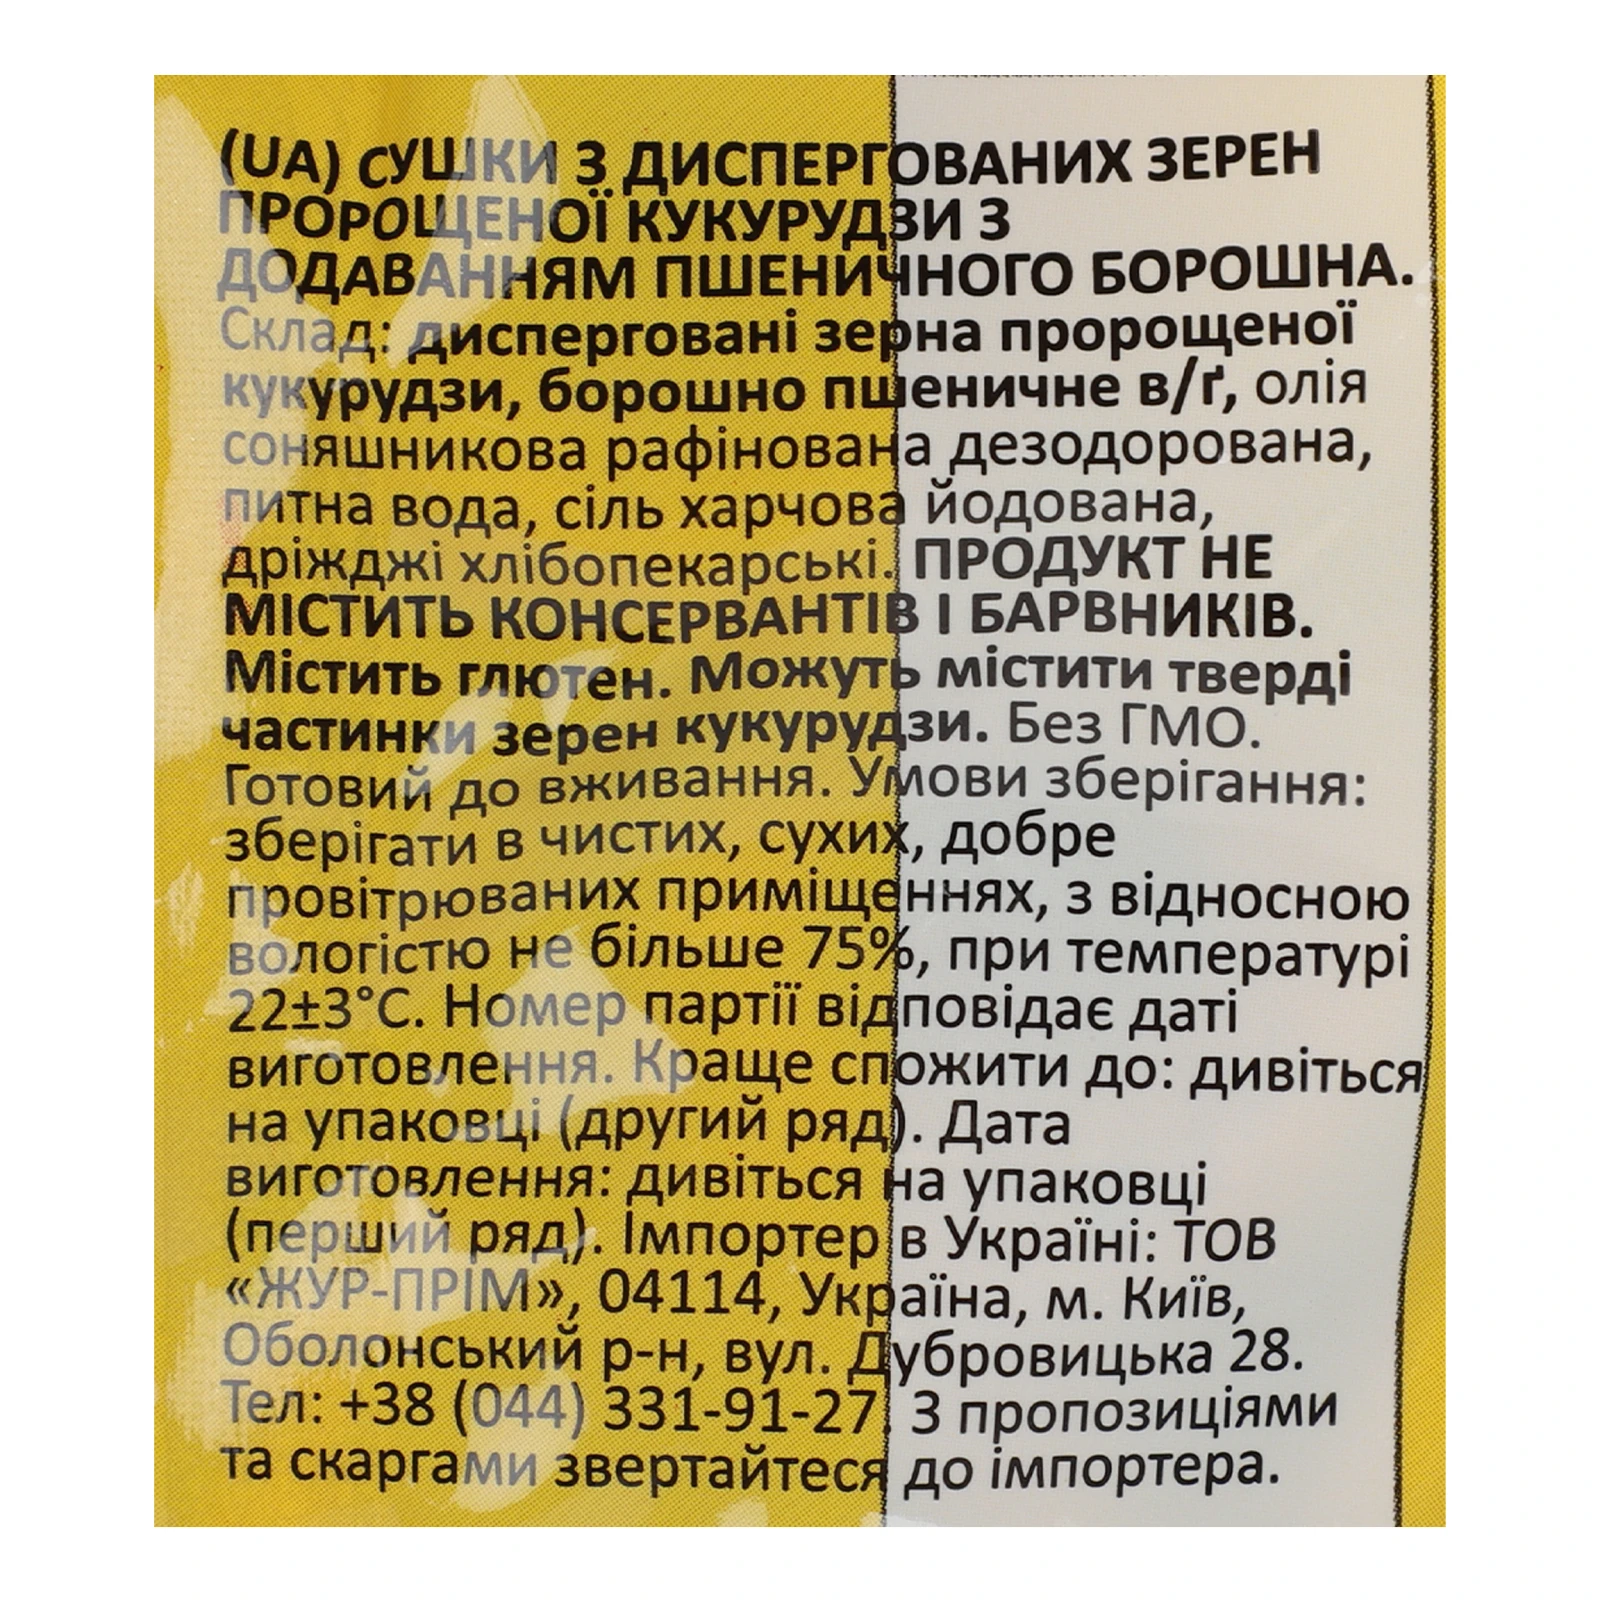 (UA) СУШКИ З ДИСПЕРГОВАНИХ ЗЕРЕН
ПРОРОЩЕНОЇ КУКУРУДЗИ З
ДОДАВАННЯМ ПШЕНИЧНОГО БОРОШНА.
Склад: диспергованi зерна пророщеної
кукурудзи, борошно пшеничне в/ґ, олія
соняшникова рафінована дезодорована,
питна вода, сіль харчова йодована,
дріжджі хлібопекарські. ПРОДУКТ НЕ
МІСТИТЬ КОНСЕРВАНТІВ І БАРВНИКІВ.
Містить глютен. Можуть містити тверді
частинки зерен кукурудзи. Без ГМО.
Готовий до вживання. Умови зберігання:
зберігати в чистих, сухих, добре
провітрюваних приміщеннях, з відносною
вологістю не більше 75%, при температурі
22±3°С. Номер партії відповідає даті
виготовлення. Краще спожити до: дивіться
на упаковці (другий ряд). Дата
виготовлення: дивіться на упаковці
(перший ряд). Імпортер в Україні: ТОВ
«ЖУР-ПРІМ», 04114, Україна, м. Київ,
Оболонський р-н, вул. Дубровицька 28.
Тел: +38 (044) 331-91-27. З пропозиціями
та скаргами звертайтеся до імпортера.